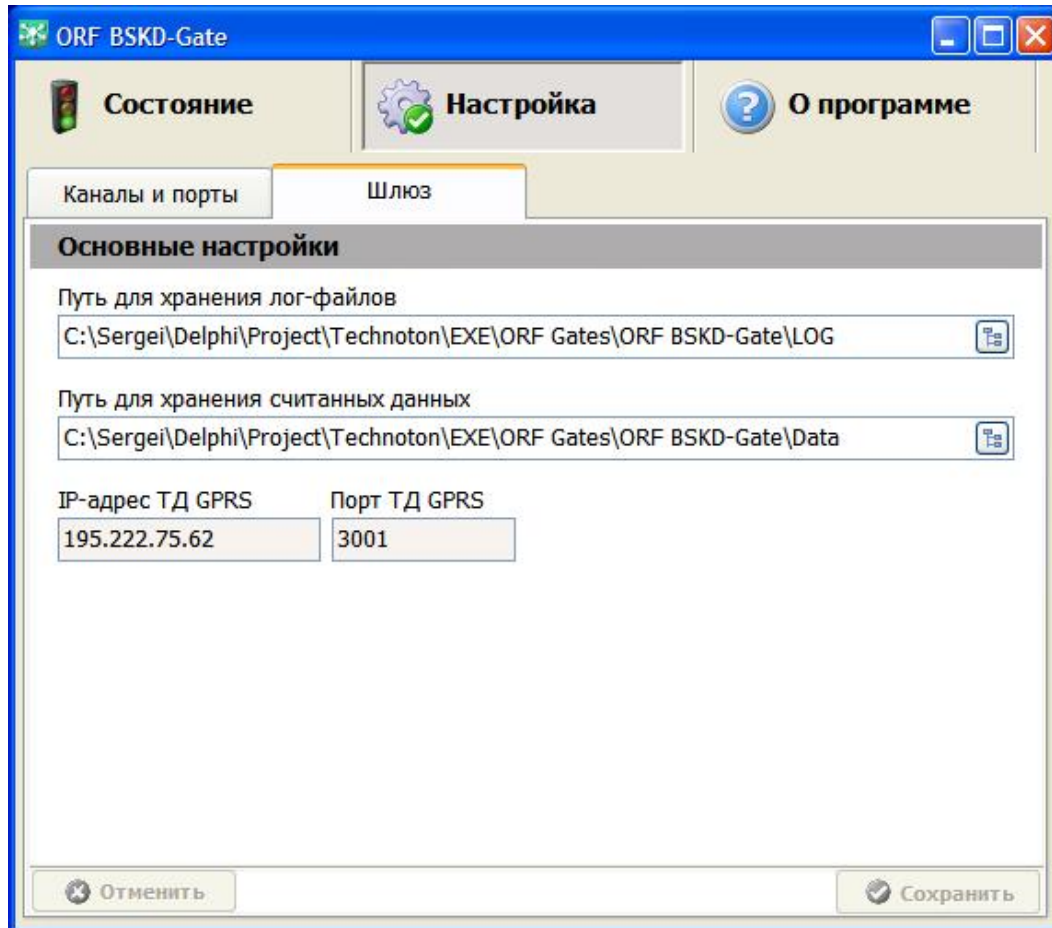 ORF BSKD-Gate
Состояние
Настройка
О программе
Каналы и порты
Шлюз
Основные настройки
Путь для хранения лог-файлов
C:\Sergei\Delphi\Project\Technoton\EXE\ORF Gates\ORF BSKD-Gate\LOG
Путь для хранения считанных данных
C:\Sergei\Delphi\Project\Technoton\EXE\ORF Gates\ORF BSKD-Gate\Data
IP-адрес ТД GPRS
Порт ТД GPRS
195.222.75.62
3001
Отменить
Сохранить